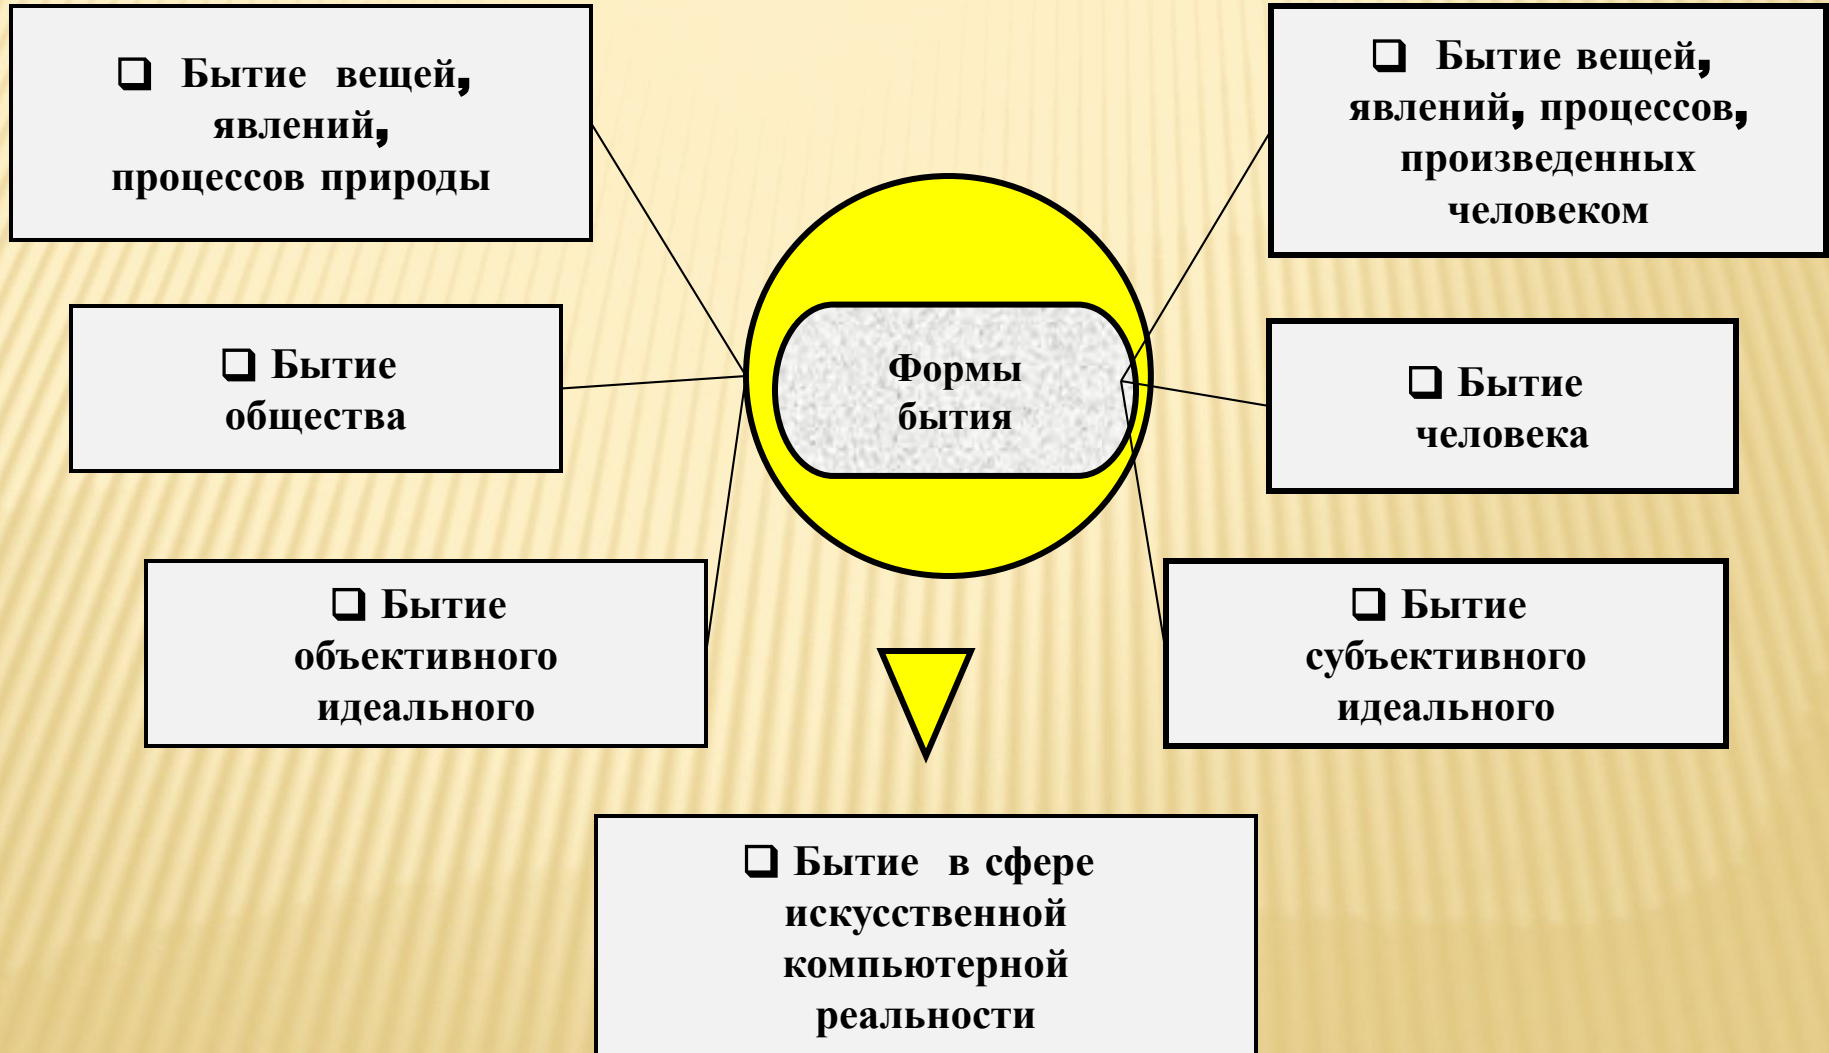 ❑ Бытие вещей,
явлений,
процессов природы
❑ Бытие вещей,
явлений, процессов,
произведенных
человеком
Формы
бытия
❑ Бытие
общества
❑ Бытие
человека
❑ Бытие
объективного
идеального
❑ Бытие
субъективного
идеального
❑ Бытие в сфере
искусственной
компьютерной
реальности